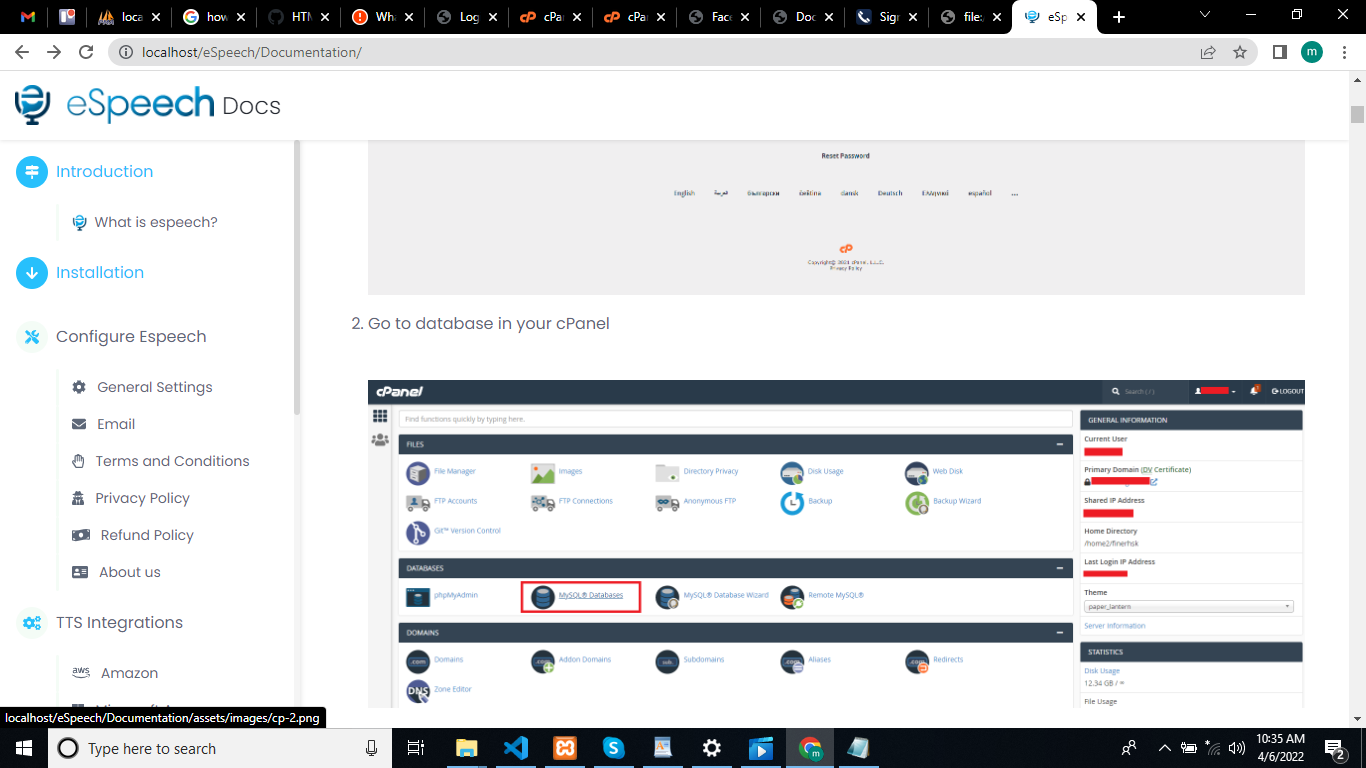 loca
how
HTM
Wha
Log
cPar
cPar
Face
Doc
Sign
file:/
eSp
localhost/eSpeech/Documentation/
m
eSpeech Docs
Introduction
What is espeech?
Installation
Configure Espeech
General Settings
Email
Terms and Conditions
Privacy Policy
Refund Policy
About us
TTS Integrations
aws Amazon
Reset Password
English العربية български čeština dansk Deutsch Ελληνικά español ...
cP
Copyright© 2021 cPanel, L.L.C.
Privacy Policy
2. Go to database in your cPanel
cPanel
Search ( / )
LOGOUT
Find functions quickly by typing here.
FILES
File Manager Images Directory Privacy Disk Usage Web Disk
FTP Accounts FTP Connections Anonymous FTP Backup Backup Wizard
Git™ Version Control
DATABASES
phpMyAdmin MySQL® Databases MySQL® Database Wizard Remote MySQL®
DOMAINS
Domains Addon Domains Subdomains Aliases Redirects
Zone Editor
GENERAL INFORMATION
Current User
Primary Domain (DV Certificate)
Shared IP Address
Home Directory
/home2/finerhsk
Last Login IP Address
Theme
paper_lantern
Server Information
STATISTICS
Disk Usage
12.34 GB / ∞
File Usage
localhost/eSpeech/Documentation/assets/images/cp-2.png
Type here to search
10:35 AM
4/6/2022
2